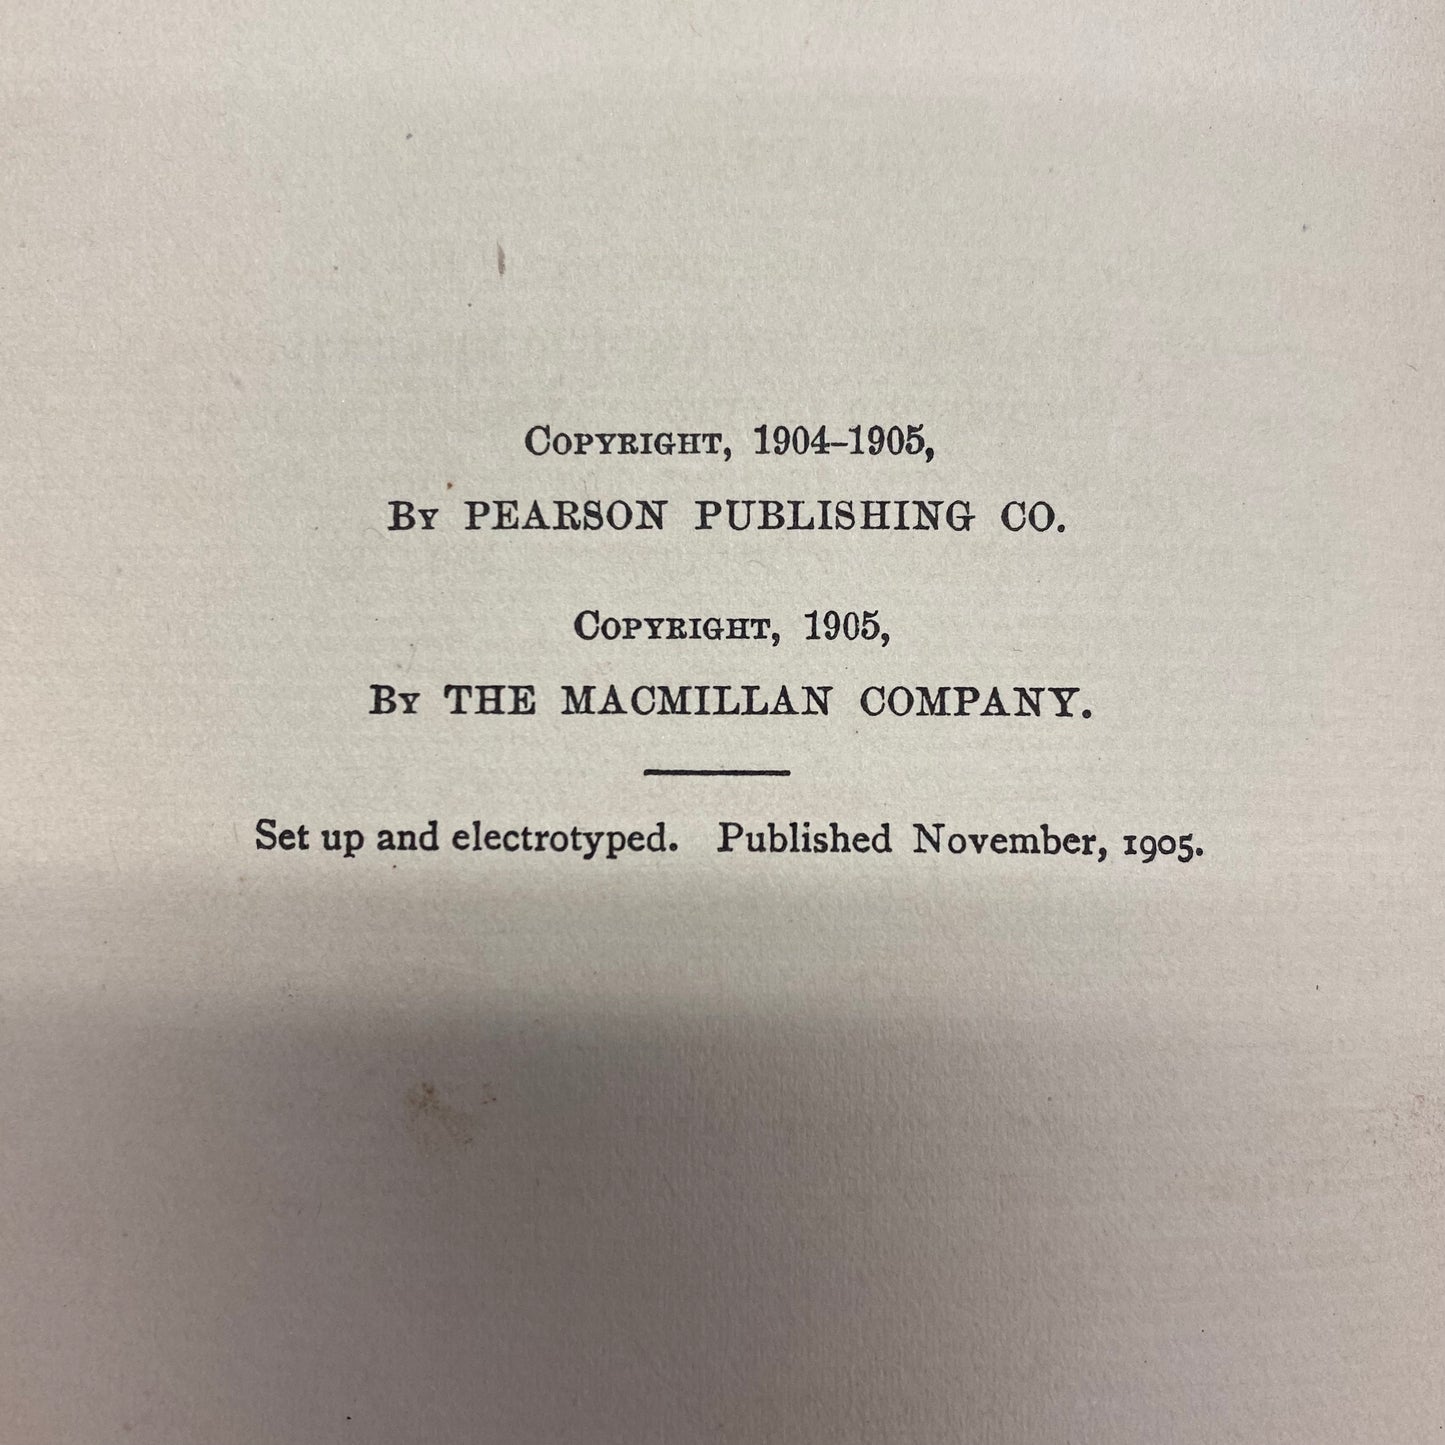 Copyright, 1904–1905,
By PEARSON PUBLISHING CO.
Copyright, 1905,
By THE MACMILLAN COMPANY.
Set up and electrotyped. Published November, 1905.